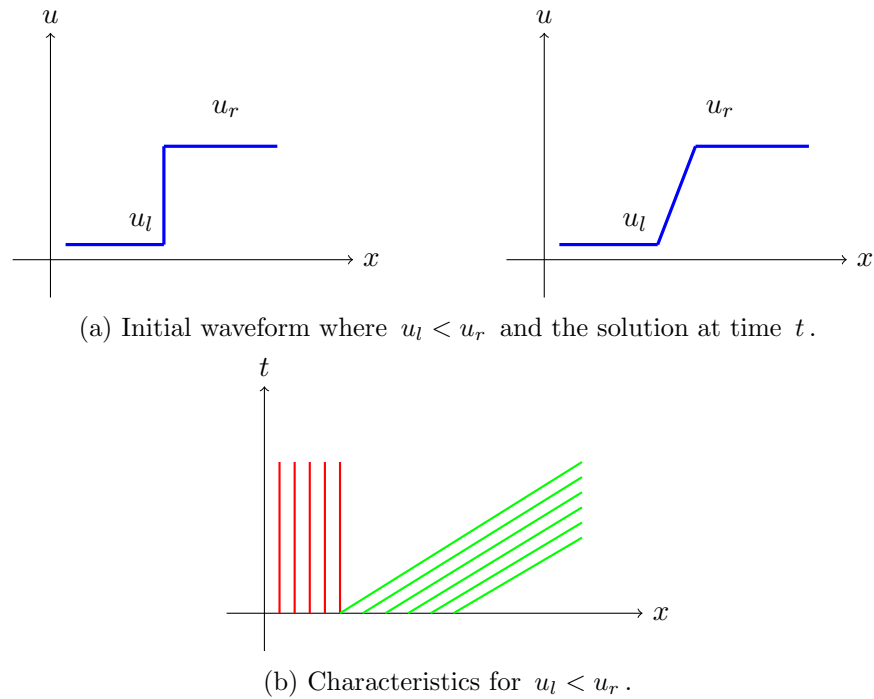 u
u
u_r
u_r
u_l
u_l
x
x
(a) Initial waveform where u_l < u_r and the solution at time t.
t
x
(b) Characteristics for u_l < u_r.